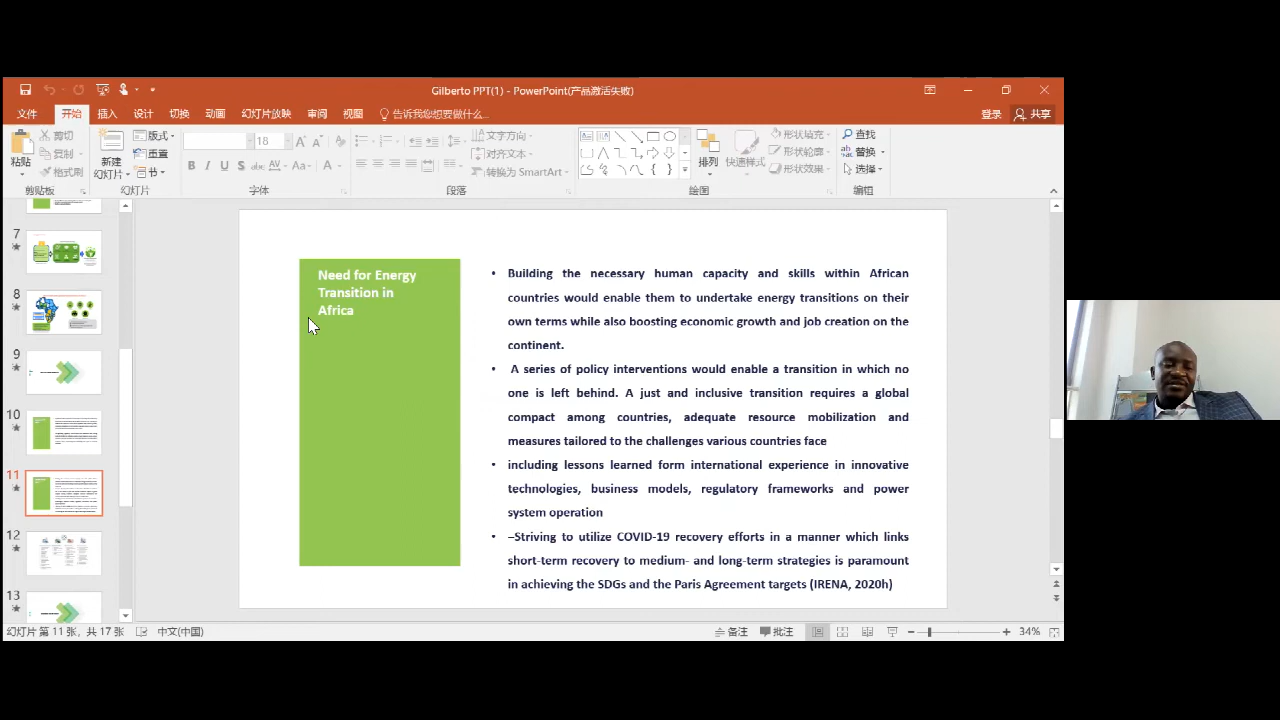 Gilberto PPT(1) - PowerPoint(产品激活失败)
文件 开始 插入 设计 切换 动画 幻灯片放映 审阅 视图 告诉我您想要做什么... 登录 共享
粘贴 剪切 复制 格式刷 剪贴板
新建 幻灯片 版式 重置 节 幻灯片
18 B I U S abc AV Aa A 字体
文字方向 对齐文本 转换为 SmartArt 段落
排列 快速样式 形状填充 形状轮廓 形状效果 绘图
查找 替换 选择 编辑
7
8
9
10
11
12
13
Need for Energy
Transition in
Africa
• Building the necessary human capacity and skills within African
countries would enable them to undertake energy transitions on their
own terms while also boosting economic growth and job creation on the
continent.
• A series of policy interventions would enable a transition in which no
one is left behind. A just and inclusive transition requires a global
compact among countries, adequate resource mobilization and
measures tailored to the challenges various countries face
• including lessons learned form international experience in innovative
technologies, business models, regulatory frameworks and power
system operation
• –Striving to utilize COVID-19 recovery efforts in a manner which links
short-term recovery to medium- and long-term strategies is paramount
in achieving the SDGs and the Paris Agreement targets (IRENA, 2020h)
幻灯片 第 11 张，共 17 张 中文(中国) 备注 批注 34%